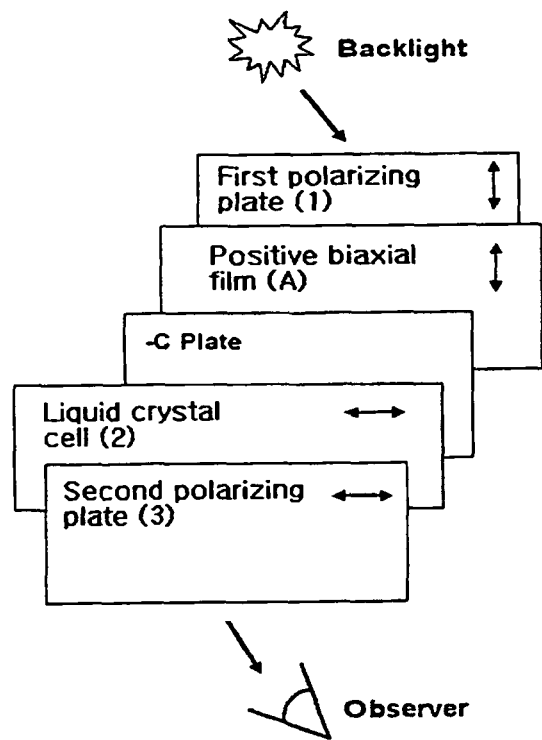 Backlight
First polarizing
plate (1)
Positive biaxial
film (A)
-C Plate
Liquid crystal
cell (2)
Second polarizing
plate (3)
Observer